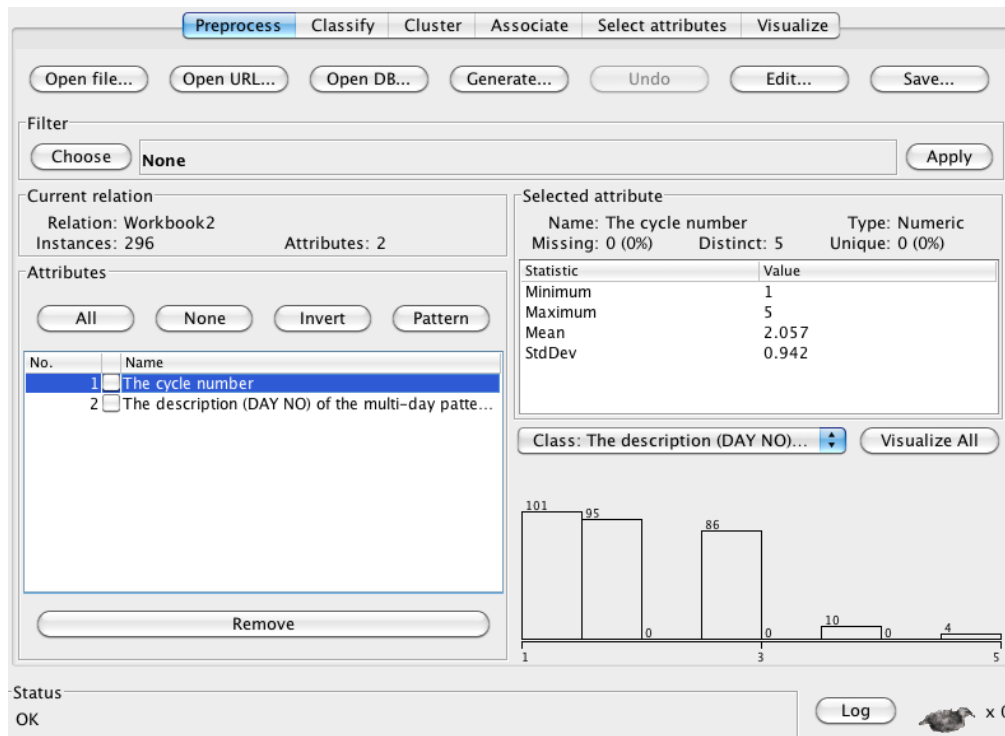 Preprocess Classify Cluster Associate Select attributes Visualize
Open file... Open URL... Open DB... Generate... Undo Edit... Save...
Filter
Choose None Apply
Current relation
Relation: Workbook2
Instances: 296 Attributes: 2
Attributes
All None Invert Pattern
No. Name
1 The cycle number
2 The description (DAY NO) of the multi-day patte...
Remove
Selected attribute
Name: The cycle number Type: Numeric
Missing: 0 (0%) Distinct: 5 Unique: 0 (0%)
Statistic Value
Minimum 1
Maximum 5
Mean 2.057
StdDev 0.942
Class: The description (DAY NO)... Visualize All
101 95 0 86 0 10 0 4
1 3 5
Status
OK
Log x 0